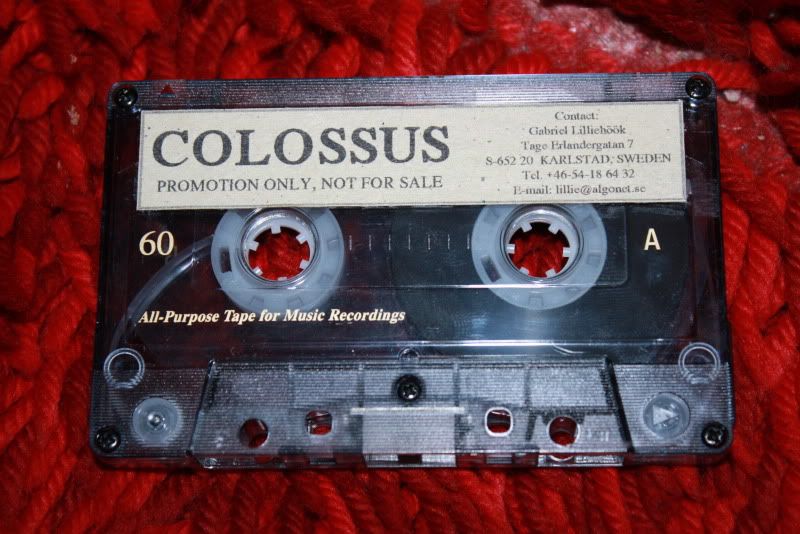 COLOSSUS
PROMOTION ONLY, NOT FOR SALE
Contact:
Gabriel Lilliehöök
Tage Erlandergatan 7
S-652 20 KARLSTAD, SWEDEN
Tel. +46-54-18 64 32
E-mail: lillie@algonet.se
60
A
All-Purpose Tape for Music Recordings